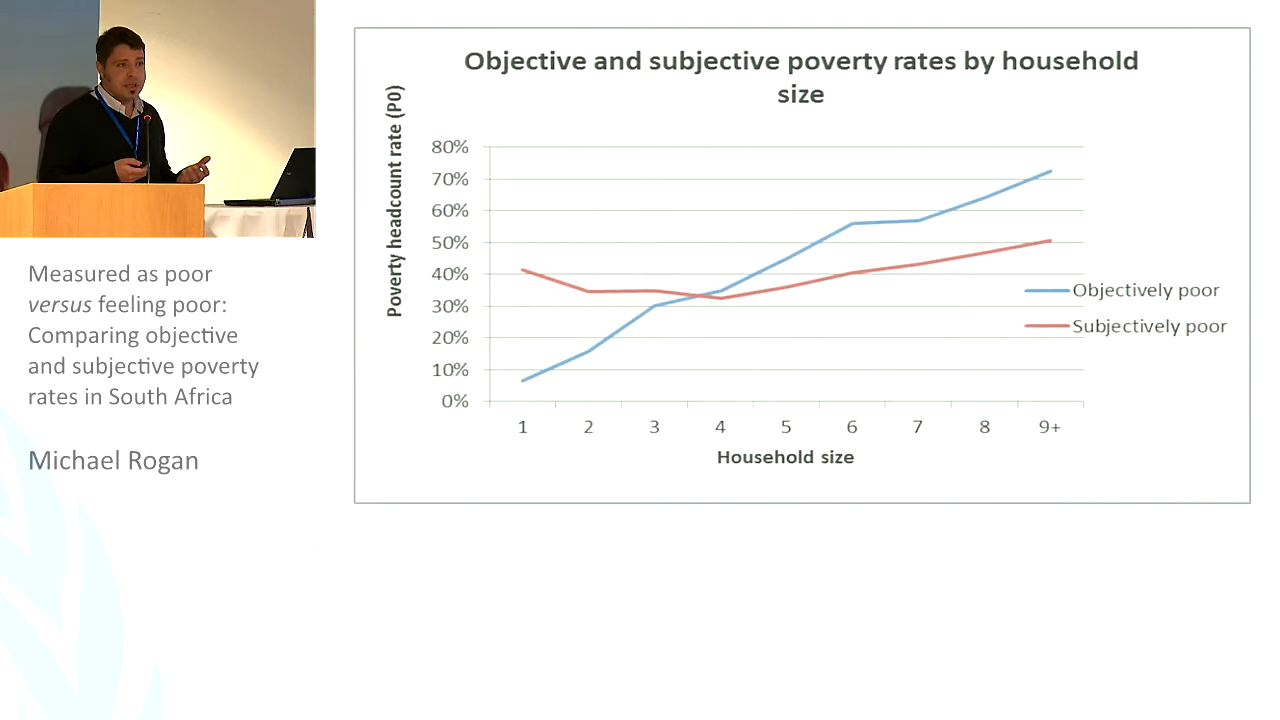 Measured as poor
versus feeling poor:
Comparing objective
and subjective poverty
rates in South Africa
Michael Rogan
Objective and subjective poverty rates by household
size
Poverty headcount rate (P0)
80%
70%
60%
50%
40%
30%
20%
10%
0%
1 2 3 4 5 6 7 8 9+
Household size
Objectively poor
Subjectively poor